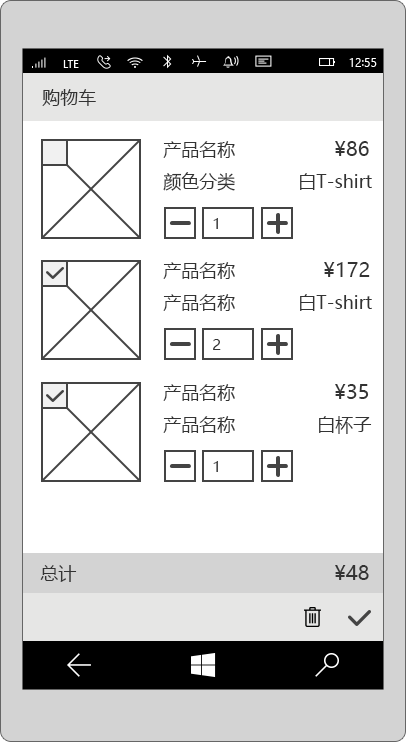 LTE 12:55
购物车
产品名称 ¥86
颜色分类 白T-shirt
1
产品名称 ¥172
产品名称 白T-shirt
2
产品名称 ¥35
产品名称 白杯子
1
总计 ¥48